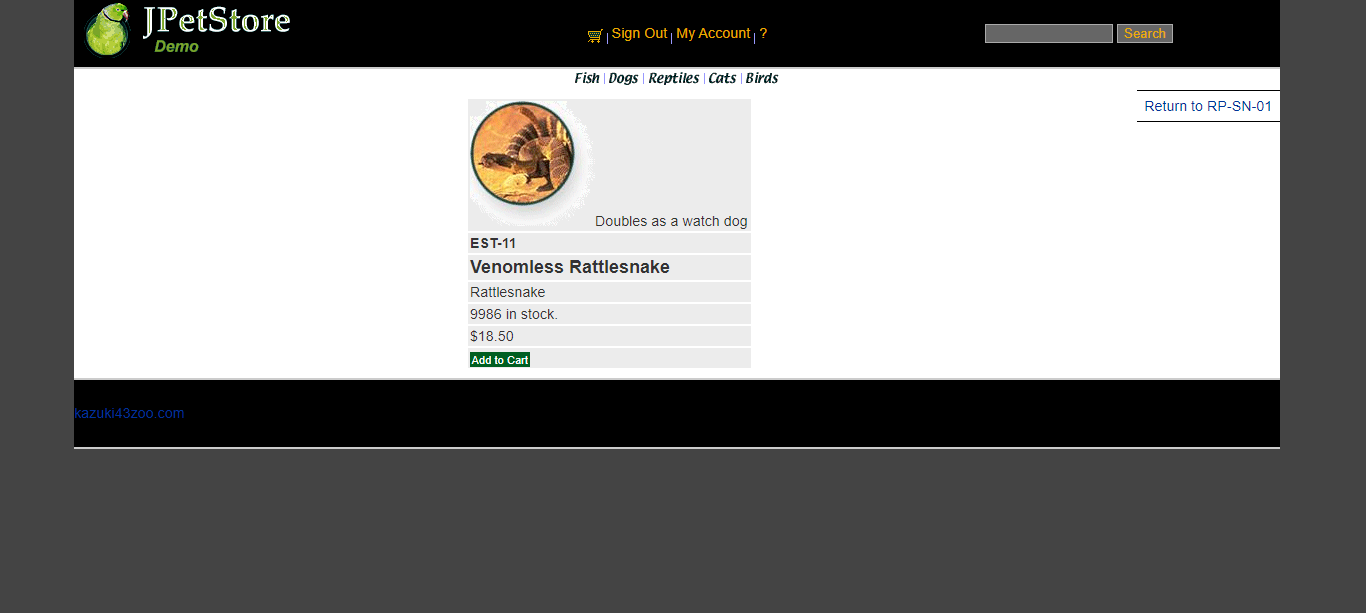 JPetStore
Demo
Sign Out | My Account | ?
Search
Fish | Dogs | Reptiles | Cats | Birds
Return to RP-SN-01
Doubles as a watch dog
EST-11
Venomless Rattlesnake
Rattlesnake
9986 in stock.
$18.50
Add to Cart
kazuki43zoo.com